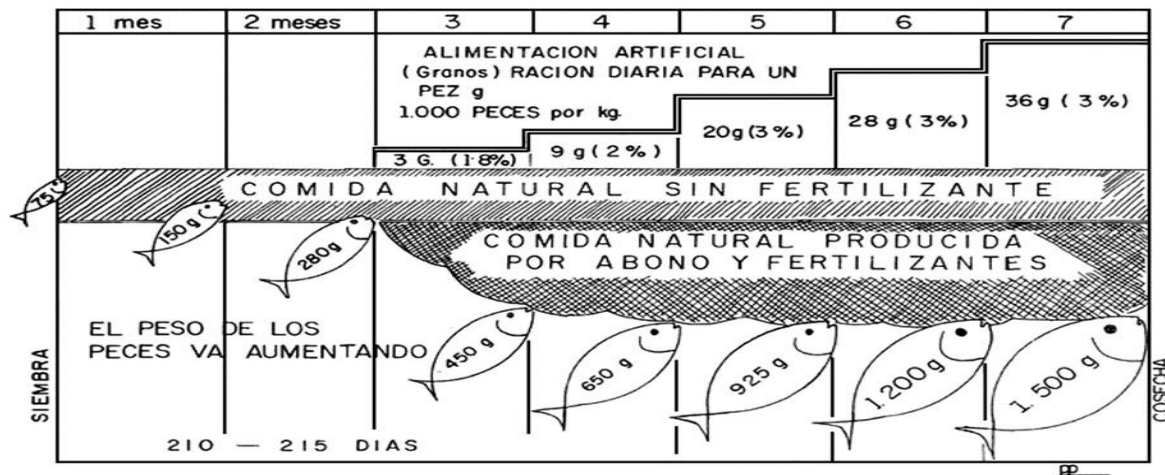 1 mes 2 meses 3 4 5 6 7
ALIMENTACION ARTIFICIAL
(Granos) RACION DIARIA PARA UN
PEZ g
1.000 PECES por kg.
3 G. (1.8%) 9 g (2%) 20g (3%) 28 g (3%) 36 g (3%)
COMIDA NATURAL SIN FERTILIZANTE
75
150 g
280g
COMIDA NATURAL PRODUCIDA
POR ABONO Y FERTILIZANTES
EL PESO DE LOS
PECES VA AUMENTANDO
450 g 650 g 925 g 1.200 g 1.500 g
SIEMBRA
COSECHA
210 — 215 DIAS